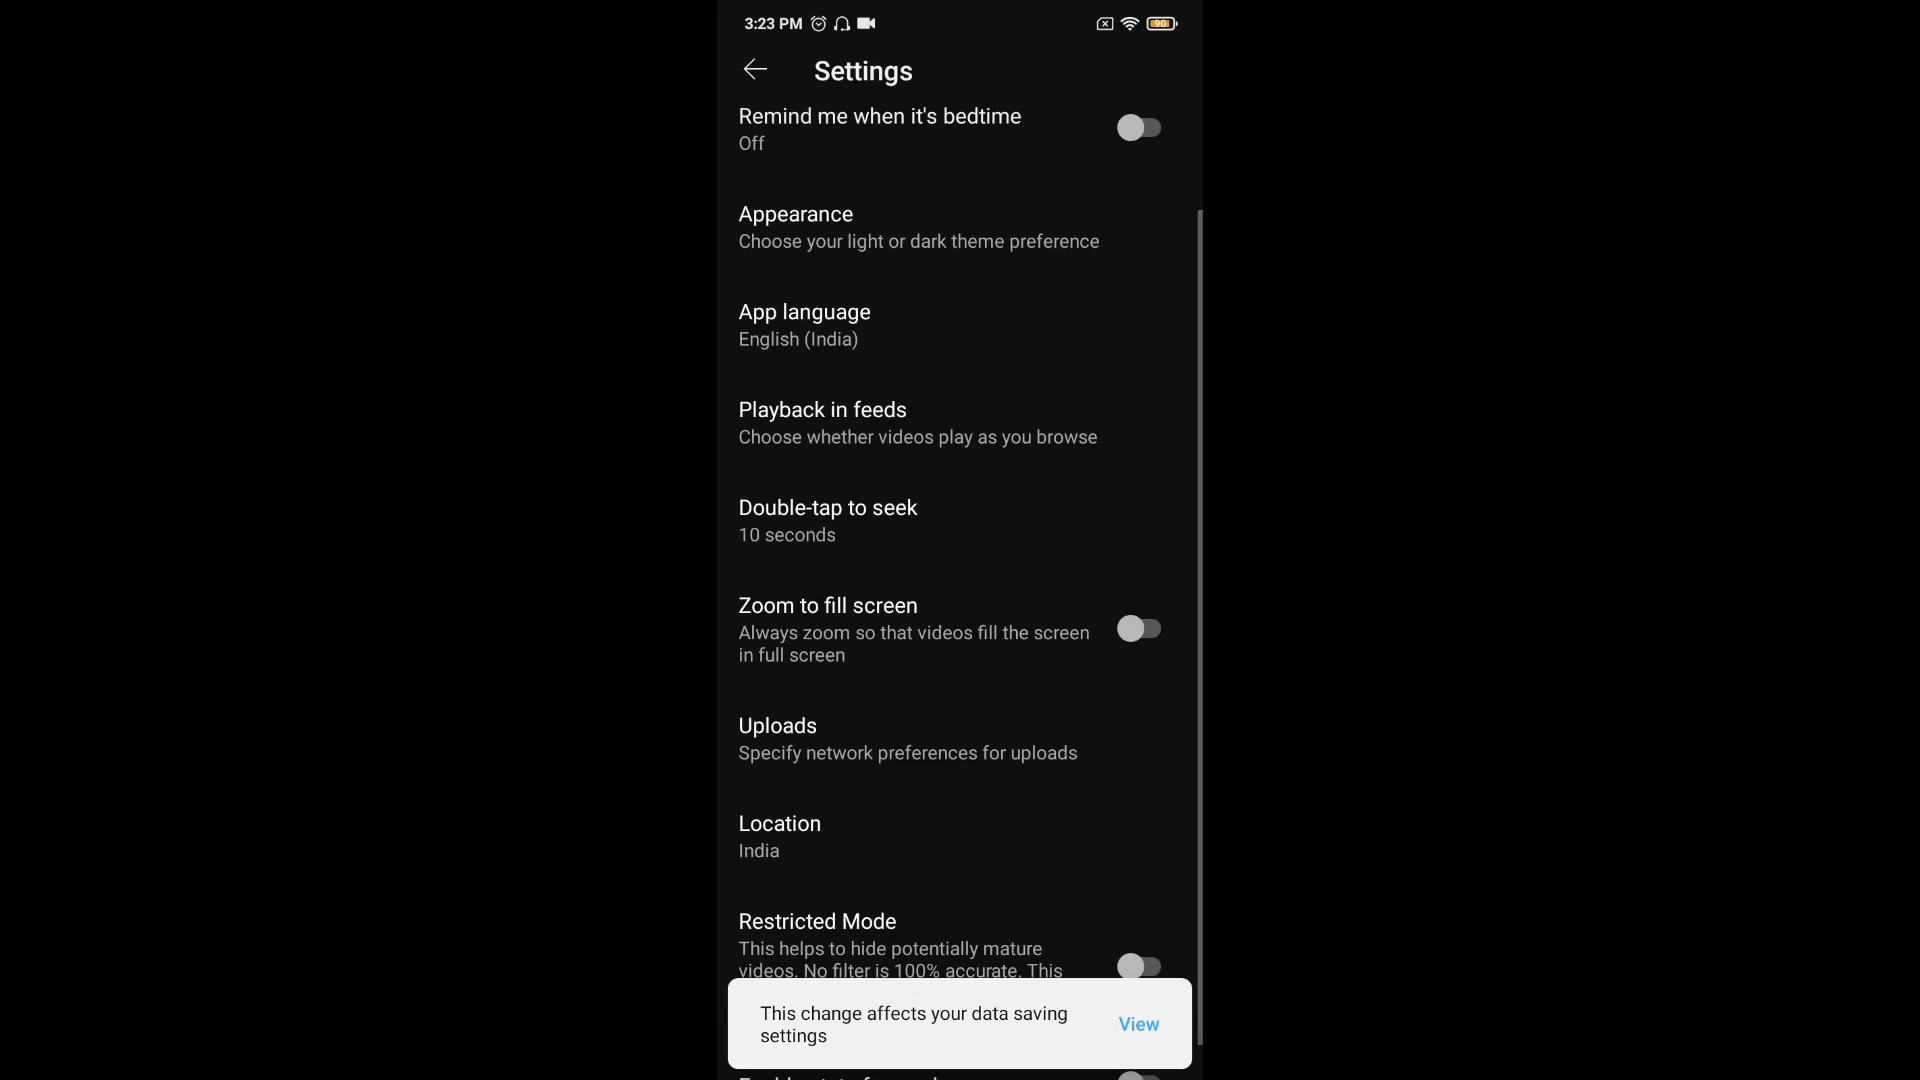 3:23 PM
90
Settings
Remind me when it's bedtime
Off
Appearance
Choose your light or dark theme preference
App language
English (India)
Playback in feeds
Choose whether videos play as you browse
Double-tap to seek
10 seconds
Zoom to fill screen
Always zoom so that videos fill the screen
in full screen
Uploads
Specify network preferences for uploads
Location
India
Restricted Mode
This helps to hide potentially mature
videos. No filter is 100% accurate. This
This change affects your data saving
settings
View